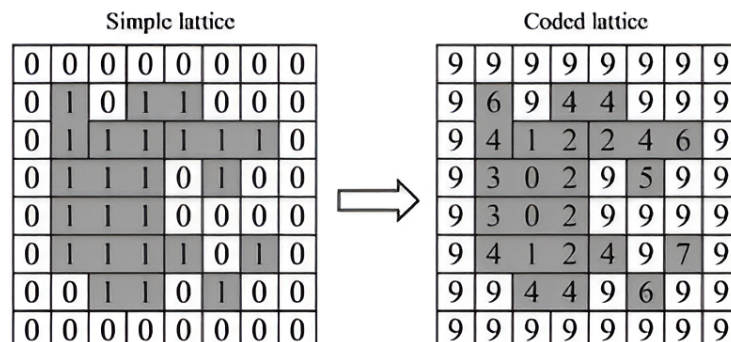 Simple lattice Coded lattice
0 0 0 0 0 0 0 0 9 9 9 9 9 9 9 9
0 1 0 1 1 0 0 0 9 6 9 4 4 9 9 9
0 1 1 1 1 1 1 0 9 4 1 2 2 4 6 9
0 1 1 1 0 1 0 0 9 3 0 2 9 5 9 9
0 1 1 1 0 0 0 0 9 3 0 2 9 9 9 9
0 1 1 1 1 0 1 0 9 4 1 2 4 9 7 9
0 0 1 1 0 1 0 0 9 9 4 4 9 6 9 9
0 0 0 0 0 0 0 0 9 9 9 9 9 9 9 9